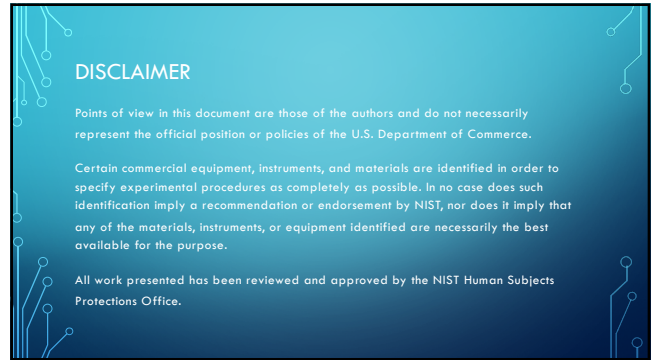 DISCLAIMER
Points of view in this document are those of the authors and do not necessarily
represent the official position or policies of the U.S. Department of Commerce.
Certain commercial equipment, instruments, and materials are identified in order to
specify experimental procedures as completely as possible. In no case does such
identification imply a recommendation or endorsement by NIST, nor does it imply that
any of the materials, instruments, or equipment identified are necessarily the best
available for the purpose.
All work presented has been reviewed and approved by the NIST Human Subjects
Protections Office.